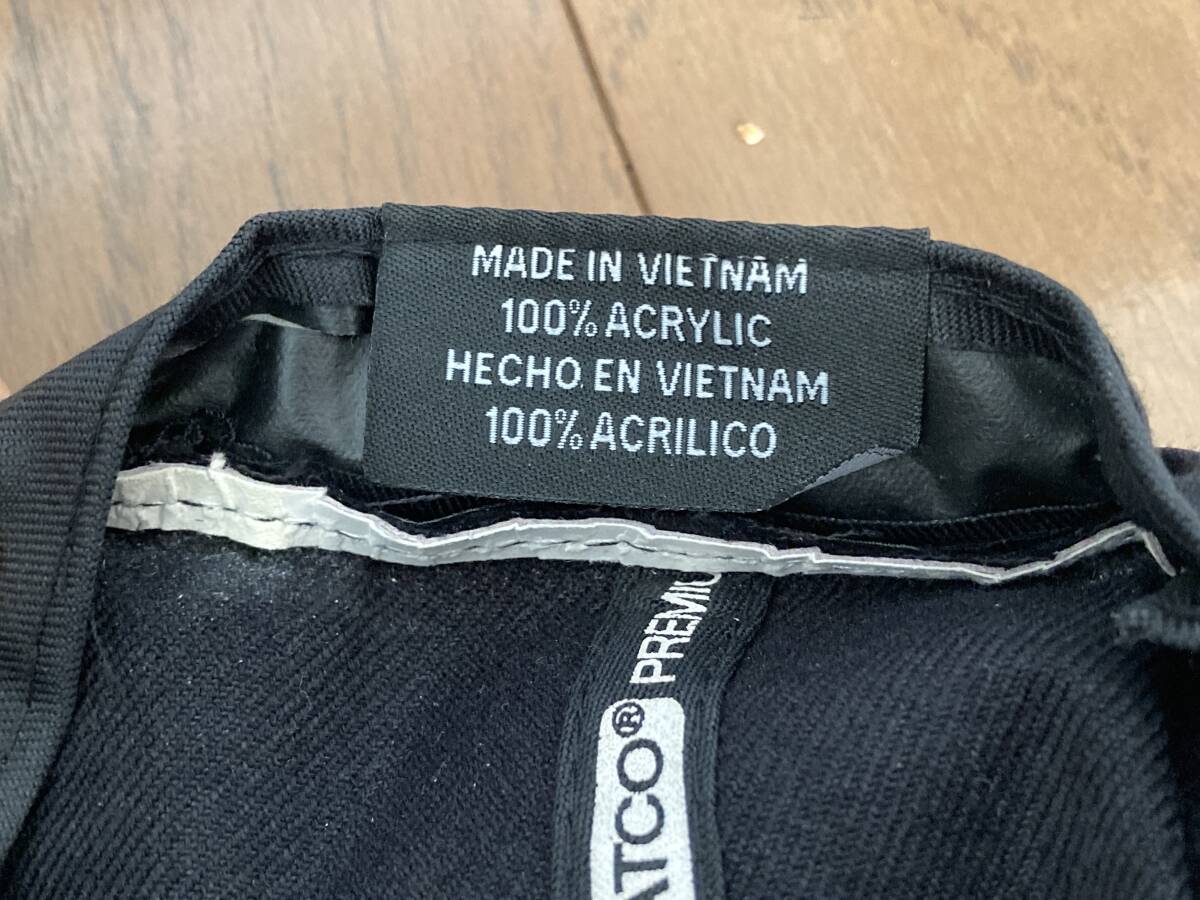 MADE IN VIETNAM
100% ACRYLIC
HECHO EN VIETNAM
100% ACRILICO
ATCO® PREMIU